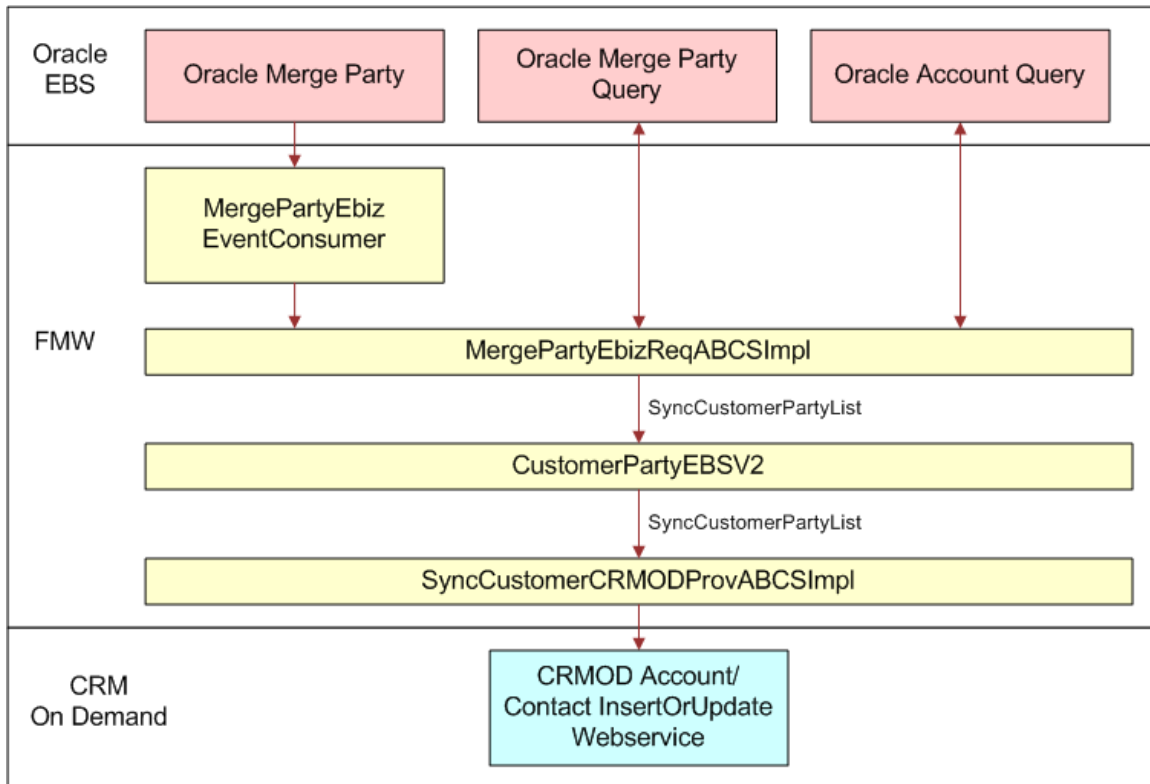 Oracle
EBS
Oracle Merge Party
Oracle Merge Party
Query
Oracle Account Query
MergePartyEbiz
EventConsumer
FMW
MergePartyEbizReqABCSImpl
SyncCustomerPartyList
CustomerPartyEBSV2
SyncCustomerPartyList
SyncCustomerCRMODProvABCSImpl
CRM
On Demand
CRMOD Account/
Contact InsertOrUpdate
Webservice